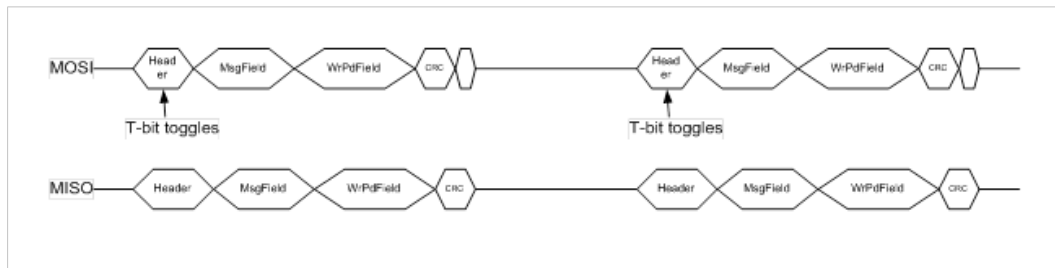 MOSI
Head
er
MsgField
WrPdField
CRC
Head
er
MsgField
WrPdField
CRC
T-bit toggles
T-bit toggles
MISO
Header
MsgField
WrPdField
CRC
Header
MsgField
WrPdField
CRC